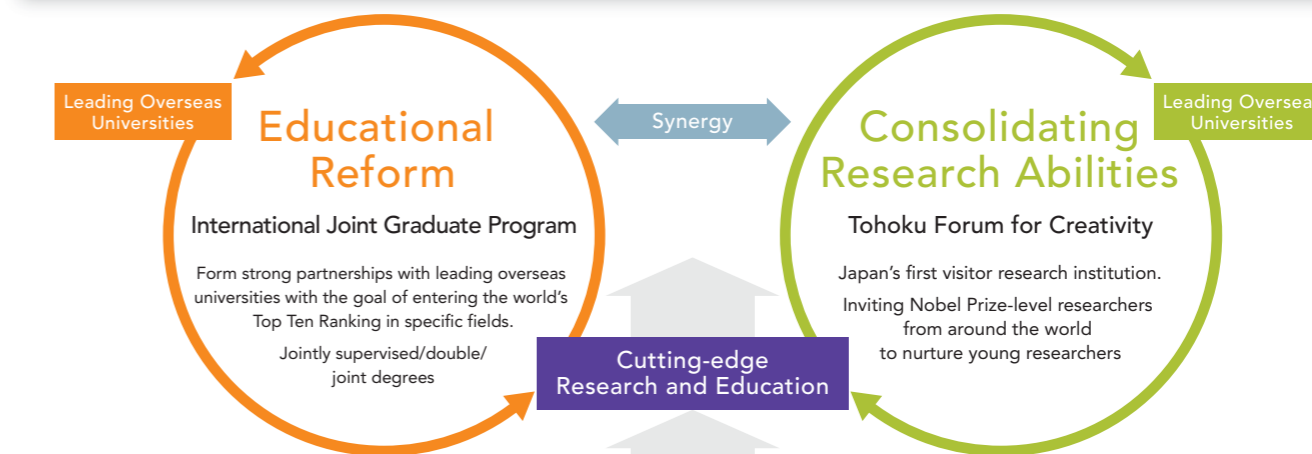 Leading Overseas
Universities
Educational
Reform
International Joint Graduate Program
Form strong partnerships with leading overseas
universities with the goal of entering the world's
Top Ten Ranking in specific fields.
Jointly supervised/double/
joint degrees
Synergy
Cutting-edge
Research and Education
Consolidating
Research Abilities
Tohoku Forum for Creativity
Japan's first visitor research institution.
Inviting Nobel Prize-level researchers
from around the world
to nurture young researchers
Leading Oversea
Universities